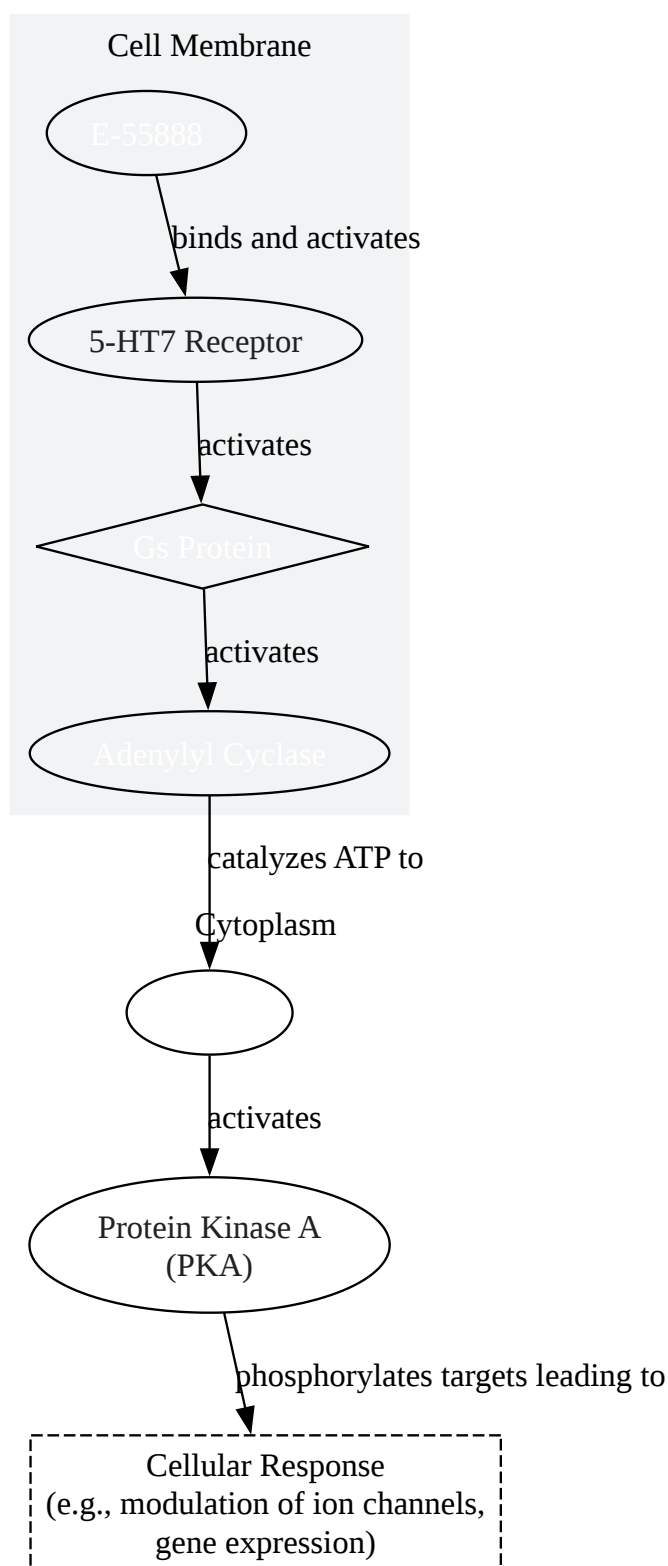 Cell Membrane
E-55888
binds and activates
5-HT7 Receptor
activates
Gs Protein
activates
Adenylyl Cyclase
catalyzes ATP to
Cytoplasm
activates
Protein Kinase A
(PKA)
phosphorylates targets leading to
Cellular Response
(e.g., modulation of ion channels,
gene expression)